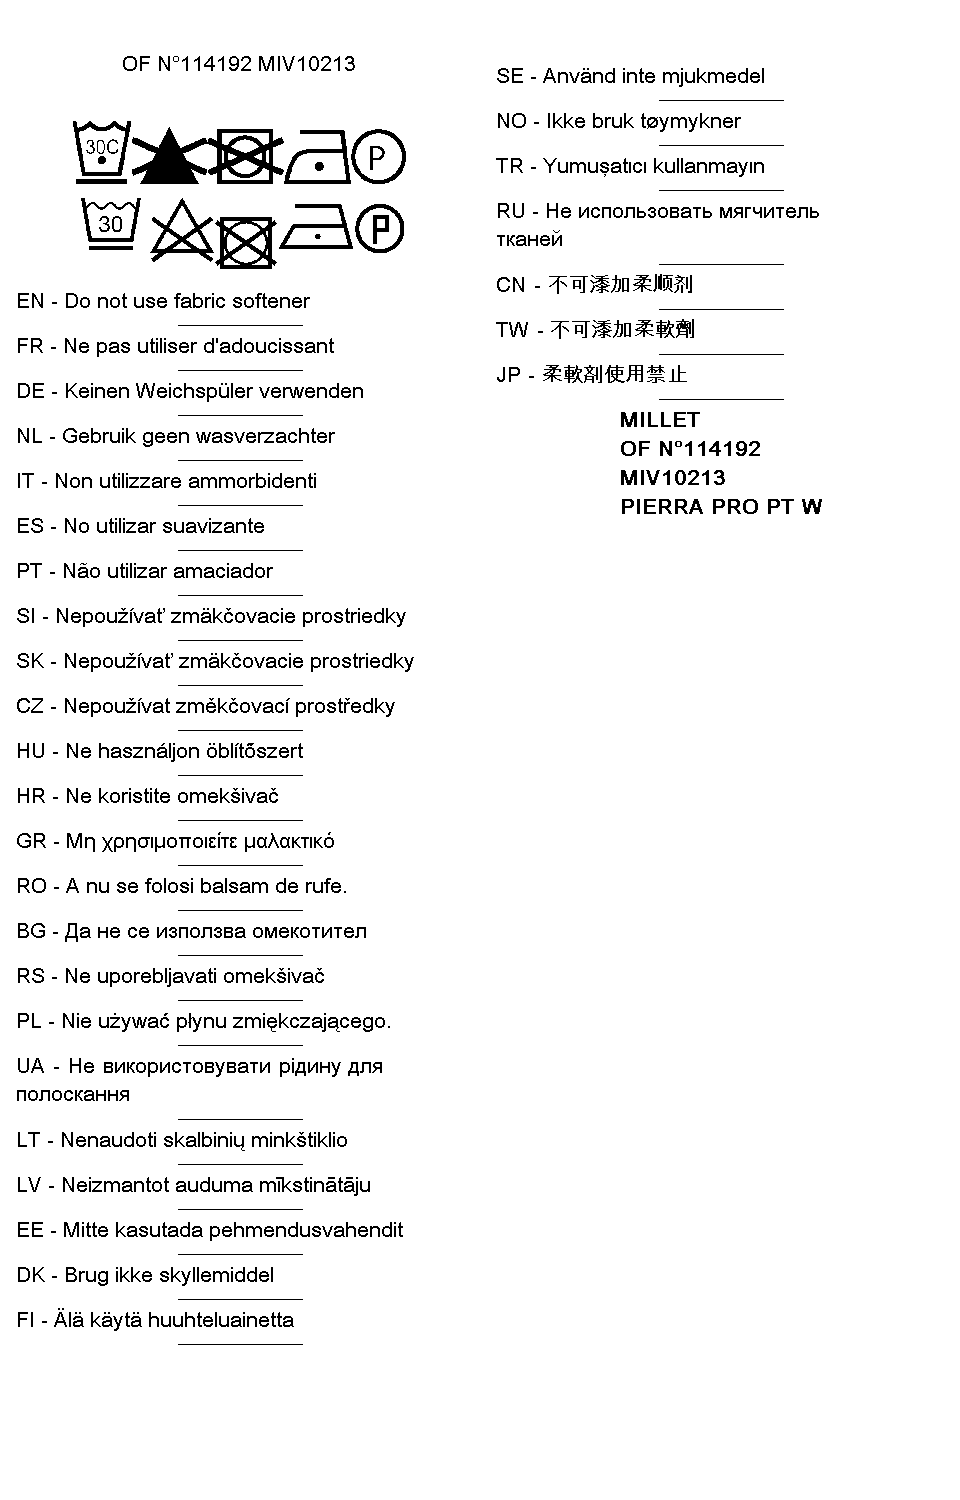 OF N°114192 MIV10213
30C P
30 P
EN - Do not use fabric softener
FR - Ne pas utiliser d'adoucissant
DE - Keinen Weichspüler verwenden
NL - Gebruik geen wasverzachter
IT - Non utilizzare ammorbidenti
ES - No utilizar suavizante
PT - Não utilizar amaciador
SI - Nepoužívať zmäkčovacie prostriedky
SK - Nepoužívať zmäkčovacie prostriedky
CZ - Nepoužívat změkčovací prostředky
HU - Ne használjon öblítőszert
HR - Ne koristite omekšivač
GR - Μη χρησιμοποιείτε μαλακτικό
RO - A nu se folosi balsam de rufe.
BG - Да не се използва омекотител
RS - Ne uporebljavati omekšivač
PL - Nie używać płynu zmiękczającego.
UA - Не використовувати рідину для
полоскання
LT - Nenaudoti skalbinių minkštiklio
LV - Neizmantot auduma mīkstinātāju
EE - Mitte kasutada pehmendusvahendit
DK - Brug ikke skyllemiddel
FI - Älä käytä huuhteluainetta
SE - Använd inte mjukmedel
NO - Ikke bruk tøymykner
TR - Yumuşatıcı kullanmayın
RU - Не использовать мягчитель
тканей
CN - 不可添加柔顺剂
TW - 不可添加柔軟劑
JP - 柔軟剤使用禁止
MILLET
OF N°114192
MIV10213
PIERRA PRO PT W